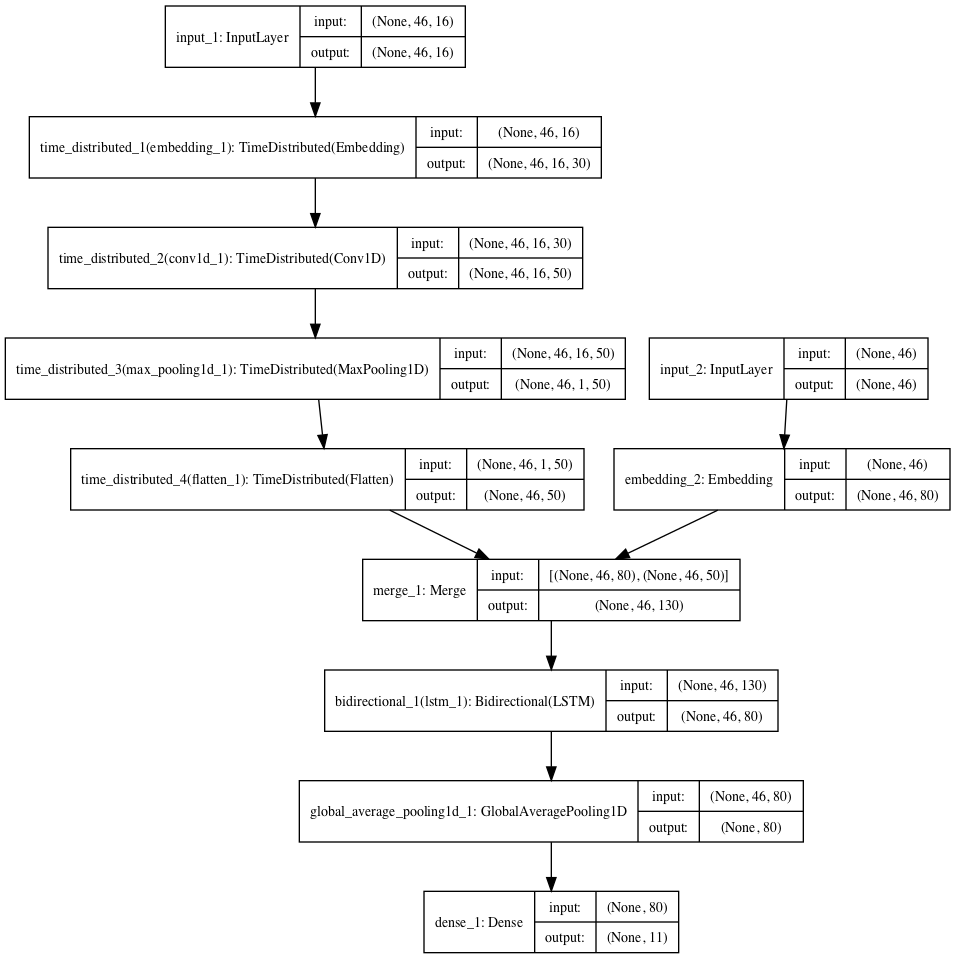 input_1: InputLayer
input: (None, 46, 16)
output: (None, 46, 16)
time_distributed_1(embedding_1): TimeDistributed(Embedding)
input: (None, 46, 16)
output: (None, 46, 16, 30)
time_distributed_2(conv1d_1): TimeDistributed(Conv1D)
input: (None, 46, 16, 30)
output: (None, 46, 16, 50)
time_distributed_3(max_pooling1d_1): TimeDistributed(MaxPooling1D)
input: (None, 46, 16, 50)
output: (None, 46, 1, 50)
input_2: InputLayer
input: (None, 46)
output: (None, 46)
time_distributed_4(flatten_1): TimeDistributed(Flatten)
input: (None, 46, 1, 50)
output: (None, 46, 50)
embedding_2: Embedding
input: (None, 46)
output: (None, 46, 80)
merge_1: Merge
input: [(None, 46, 80), (None, 46, 50)]
output: (None, 46, 130)
bidirectional_1(lstm_1): Bidirectional(LSTM)
input: (None, 46, 130)
output: (None, 46, 80)
global_average_pooling1d_1: GlobalAveragePooling1D
input: (None, 46, 80)
output: (None, 80)
dense_1: Dense
input: (None, 80)
output: (None, 11)